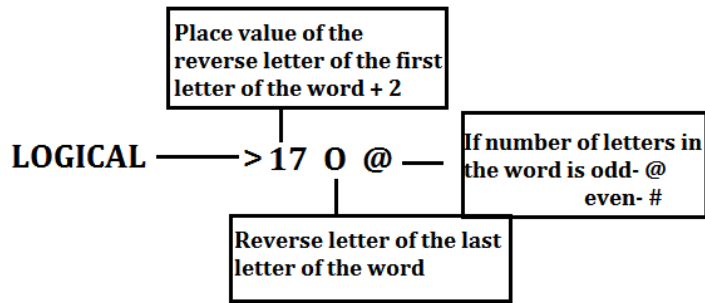 Place value of the
reverse letter of the first
letter of the word + 2
LOGICAL > 17 O @
If number of letters in
the word is odd- @
even- #
Reverse letter of the last
letter of the word